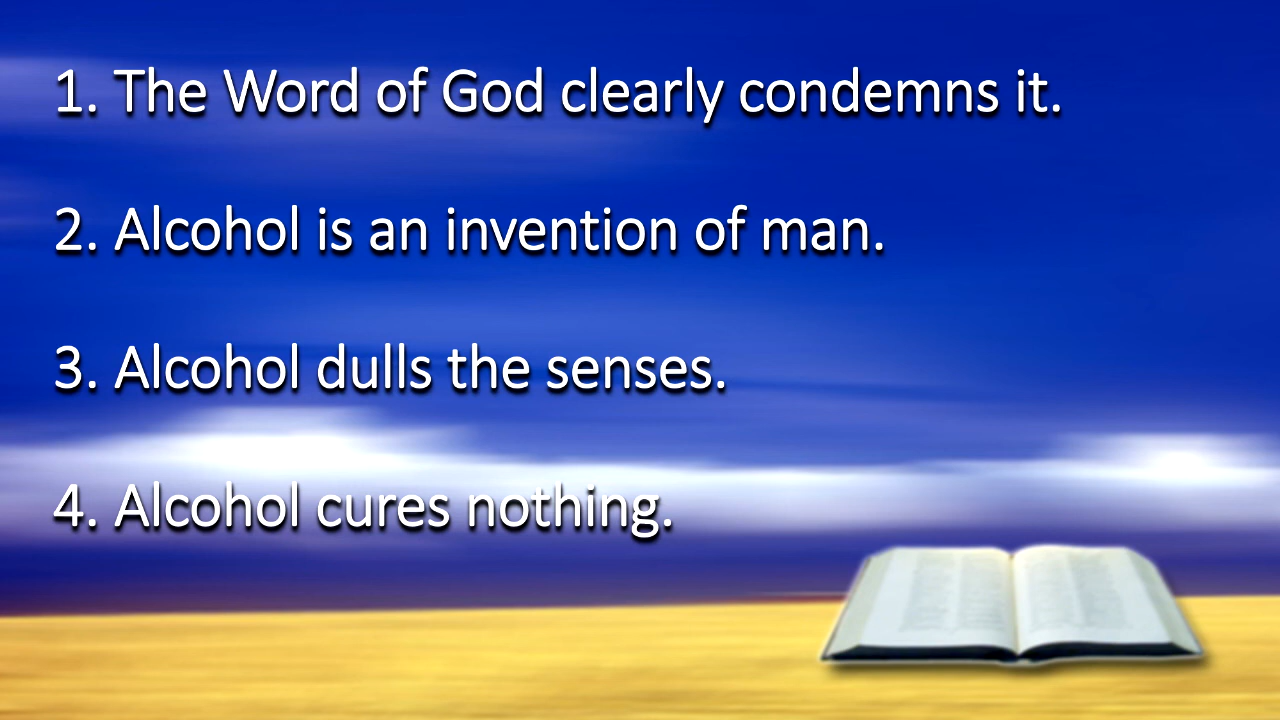 1. The Word of God clearly condemns it.
2. Alcohol is an invention of man.
3. Alcohol dulls the senses.
4. Alcohol cures nothing.